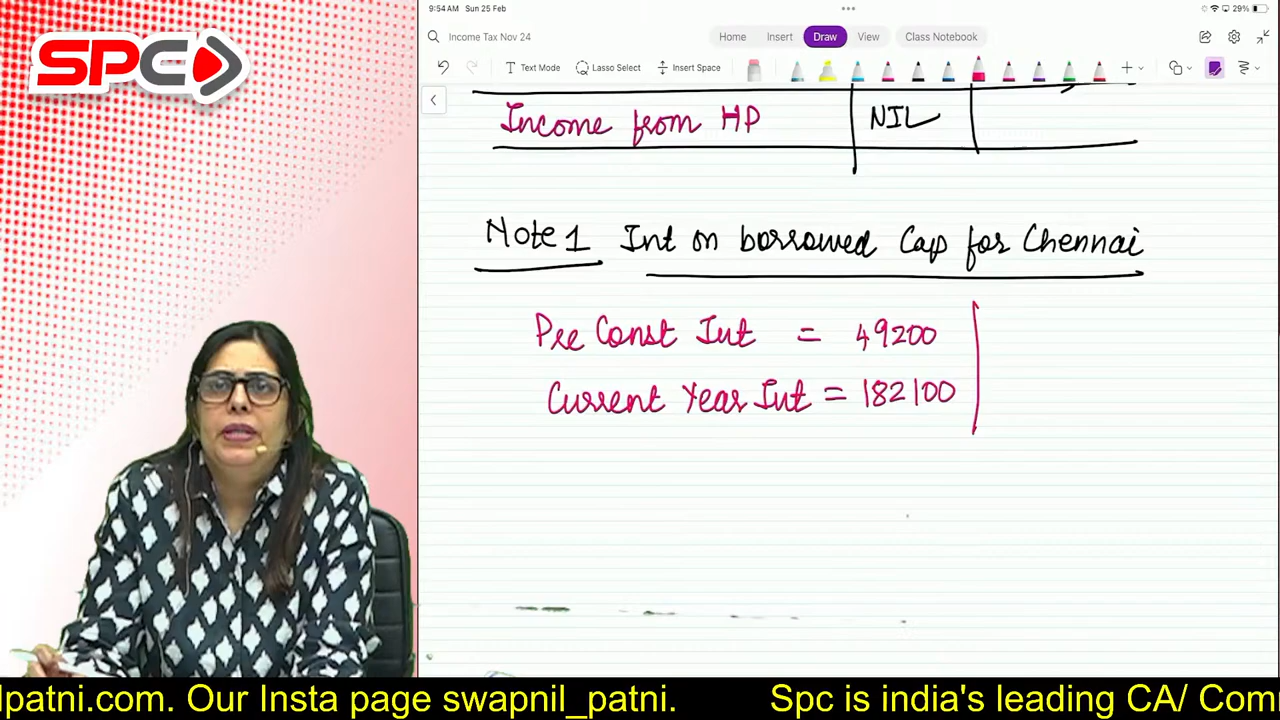 9:54 AM Sun 25 Feb
29%
Income Tax Nov 24
Home Insert Draw View Class Notebook
Text Mode Lasso Select Insert Space
SPC
Income from HP NIL
Note 1 Int on borrowed Cap for Chennai
Pre Const Int = 49200
Current Year Int = 182100
lpatni.com. Our Insta page swapnil_patni. Spc is india's leading CA/ Com